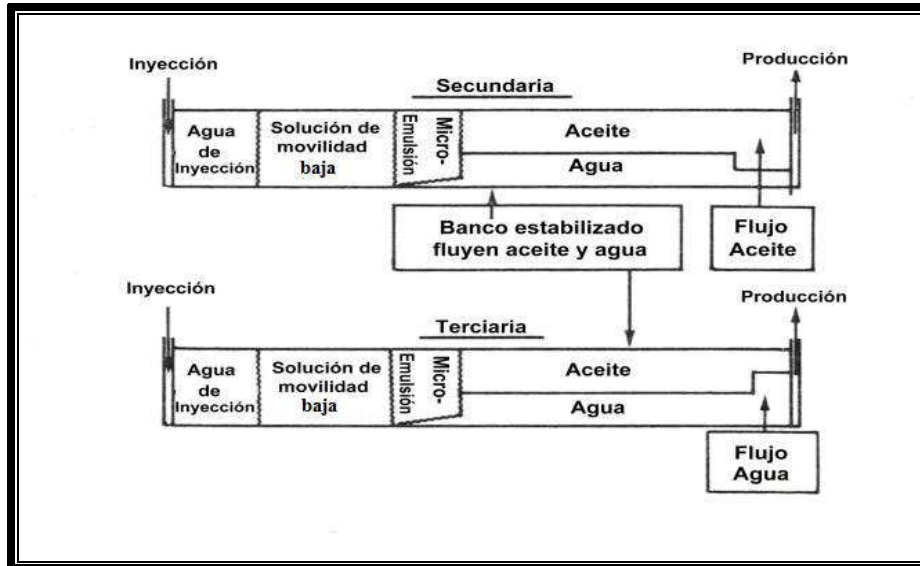 Secundaria
Inyección
Producción
Agua
de
Inyección
Solución de
movilidad
baja
Micro-
Emulsión
Aceite
Agua
Banco estabilizado
fluyen aceite y agua
Flujo
Aceite
Terciaria
Inyección
Producción
Agua
de
Inyección
Solución de
movilidad
baja
Micro-
Emulsión
Aceite
Agua
Flujo
Agua